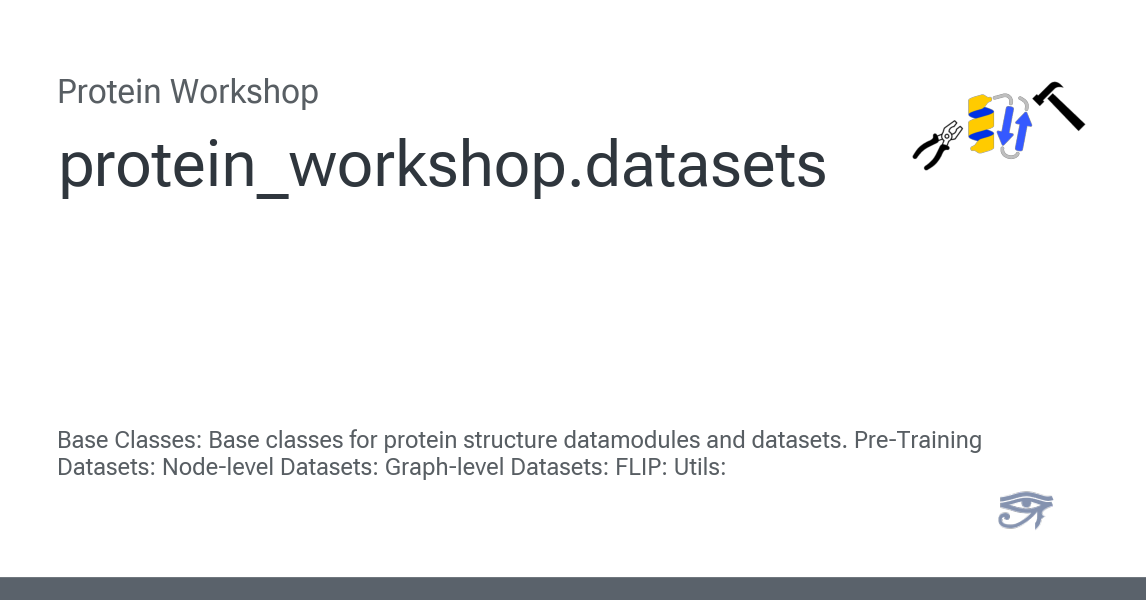 Protein Workshop
protein_workshop.datasets
Base Classes: Base classes for protein structure datamodules and datasets. Pre-Training
Datasets: Node-level Datasets: Graph-level Datasets: FLIP: Utils: